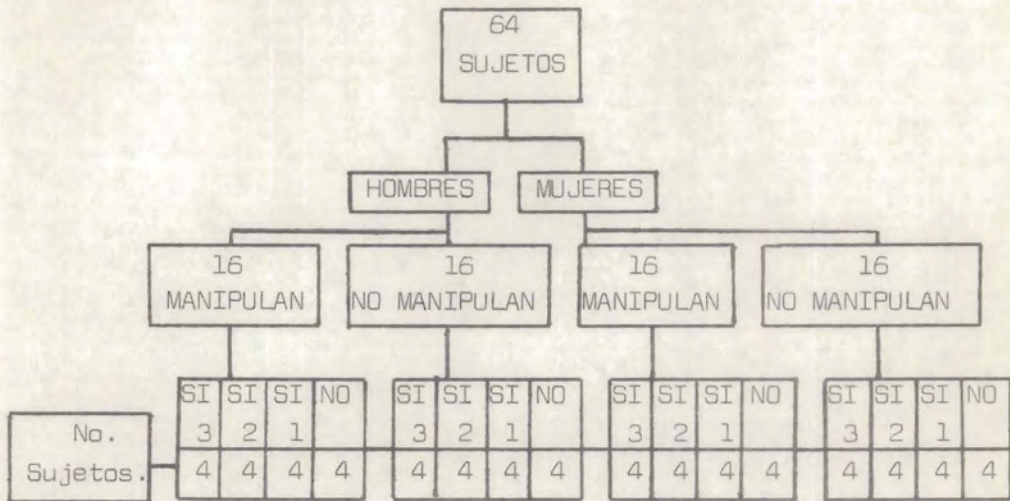 64
SUJETOS
HOMBRES MUJERES
16 16 16 16
MANIPULAN NO MANIPULAN MANIPULAN NO MANIPULAN
SI SI SI NO SI SI SI NO SI SI SI NO SI SI SI NO
3 2 1 3 2 1 3 2 1 3 2 1
No.
Sujetos. 4 4 4 4 4 4 4 4 4 4 4 4 4 4 4 4